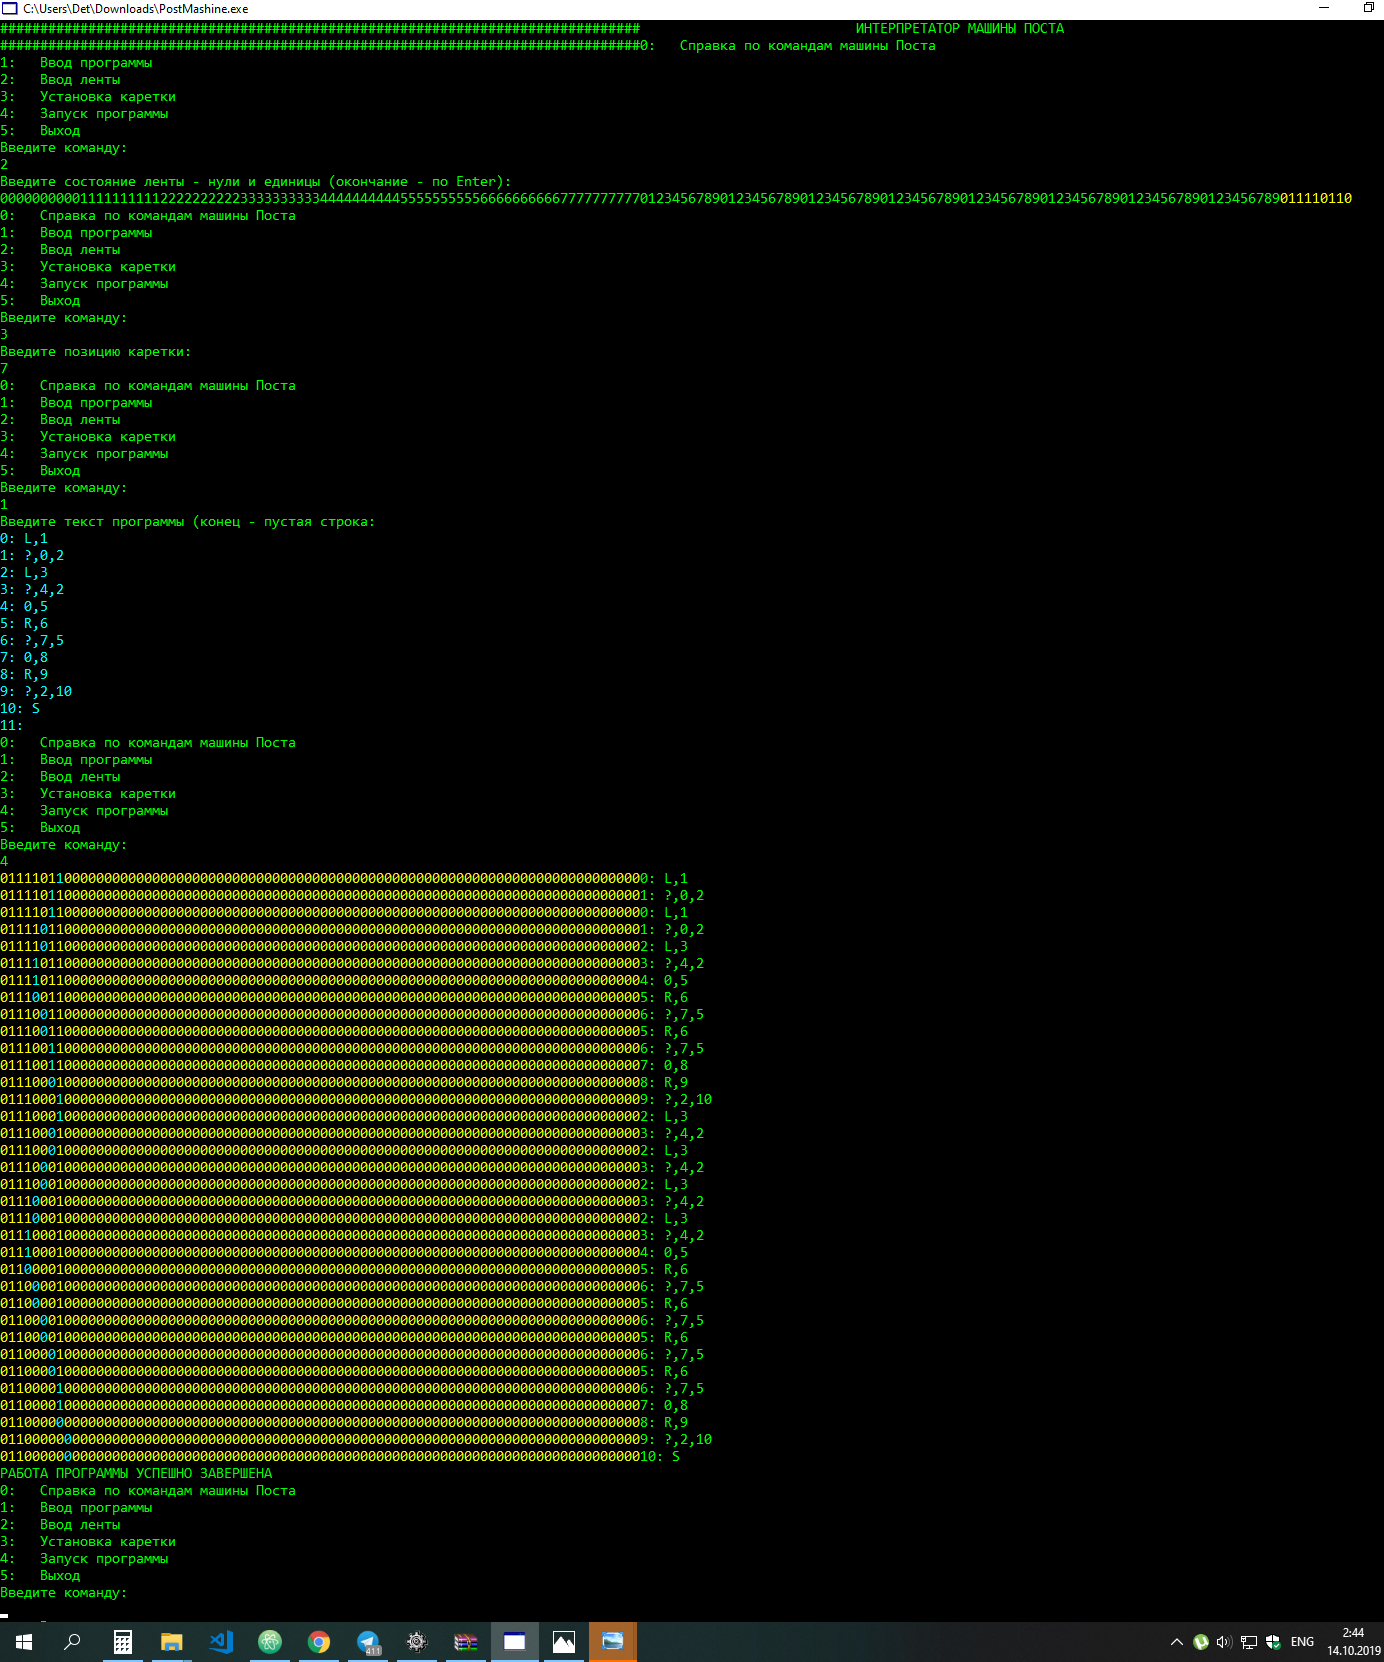 C:\Users\Det\Downloads\PostMashine.exe
################################################################################ ИНТЕРПРЕТАТОР МАШИНЫ ПОСТА
################################################################################0: Справка по командам машины Поста
1: Ввод программы
2: Ввод ленты
3: Установка каретки
4: Запуск программы
5: Выход
Введите команду:
2
Введите состояние ленты - нули и единицы (окончание - по Enter):
0000000000111111111122222222223333333333444444444455555555556666666666777777777701234567890123456789012345678901234567890123456789012345678901234567890123456789011110110
0: Справка по командам машины Поста
1: Ввод программы
2: Ввод ленты
3: Установка каретки
4: Запуск программы
5: Выход
Введите команду:
3
Введите позицию каретки:
7
0: Справка по командам машины Поста
1: Ввод программы
2: Ввод ленты
3: Установка каретки
4: Запуск программы
5: Выход
Введите команду:
1
Введите текст программы (конец - пустая строка:
0: L,1
1: ?,0,2
2: L,3
3: ?,4,2
4: 0,5
5: R,6
6: ?,7,5
7: 0,8
8: R,9
9: ?,2,10
10: S
11:
0: Справка по командам машины Поста
1: Ввод программы
2: Ввод ленты
3: Установка каретки
4: Запуск программы
5: Выход
Введите команду:
4
011110110000000000000000000000000000000000000000000000000000000000000000000000000: L,1
011110110000000000000000000000000000000000000000000000000000000000000000000000001: ?,0,2
011110110000000000000000000000000000000000000000000000000000000000000000000000000: L,1
011110110000000000000000000000000000000000000000000000000000000000000000000000001: ?,0,2
011110110000000000000000000000000000000000000000000000000000000000000000000000002: L,3
011110110000000000000000000000000000000000000000000000000000000000000000000000003: ?,4,2
011110110000000000000000000000000000000000000000000000000000000000000000000000004: 0,5
011100110000000000000000000000000000000000000000000000000000000000000000000000005: R,6
011100110000000000000000000000000000000000000000000000000000000000000000000000006: ?,7,5
011100110000000000000000000000000000000000000000000000000000000000000000000000005: R,6
011100110000000000000000000000000000000000000000000000000000000000000000000000006: ?,7,5
011100110000000000000000000000000000000000000000000000000000000000000000000000007: 0,8
011100010000000000000000000000000000000000000000000000000000000000000000000000008: R,9
011100010000000000000000000000000000000000000000000000000000000000000000000000009: ?,2,10
011100010000000000000000000000000000000000000000000000000000000000000000000000002: L,3
011100010000000000000000000000000000000000000000000000000000000000000000000000003: ?,4,2
011100010000000000000000000000000000000000000000000000000000000000000000000000002: L,3
011100010000000000000000000000000000000000000000000000000000000000000000000000003: ?,4,2
011100010000000000000000000000000000000000000000000000000000000000000000000000002: L,3
011100010000000000000000000000000000000000000000000000000000000000000000000000003: ?,4,2
011100010000000000000000000000000000000000000000000000000000000000000000000000002: L,3
011100010000000000000000000000000000000000000000000000000000000000000000000000003: ?,4,2
011100010000000000000000000000000000000000000000000000000000000000000000000000004: 0,5
011000010000000000000000000000000000000000000000000000000000000000000000000000005: R,6
011000010000000000000000000000000000000000000000000000000000000000000000000000006: ?,7,5
011000010000000000000000000000000000000000000000000000000000000000000000000000005: R,6
011000010000000000000000000000000000000000000000000000000000000000000000000000006: ?,7,5
011000010000000000000000000000000000000000000000000000000000000000000000000000005: R,6
011000010000000000000000000000000000000000000000000000000000000000000000000000006: ?,7,5
011000010000000000000000000000000000000000000000000000000000000000000000000000005: R,6
011000010000000000000000000000000000000000000000000000000000000000000000000000006: ?,7,5
011000010000000000000000000000000000000000000000000000000000000000000000000000007: 0,8
011000000000000000000000000000000000000000000000000000000000000000000000000000008: R,9
011000000000000000000000000000000000000000000000000000000000000000000000000000009: ?,2,10
0110000000000000000000000000000000000000000000000000000000000000000000000000000010: S
РАБОТА ПРОГРАММЫ УСПЕШНО ЗАВЕРШЕНА
0: Справка по командам машины Поста
1: Ввод программы
2: Ввод ленты
3: Установка каретки
4: Запуск программы
5: Выход
Введите команду:
411
ENG
2:44
14.10.2019